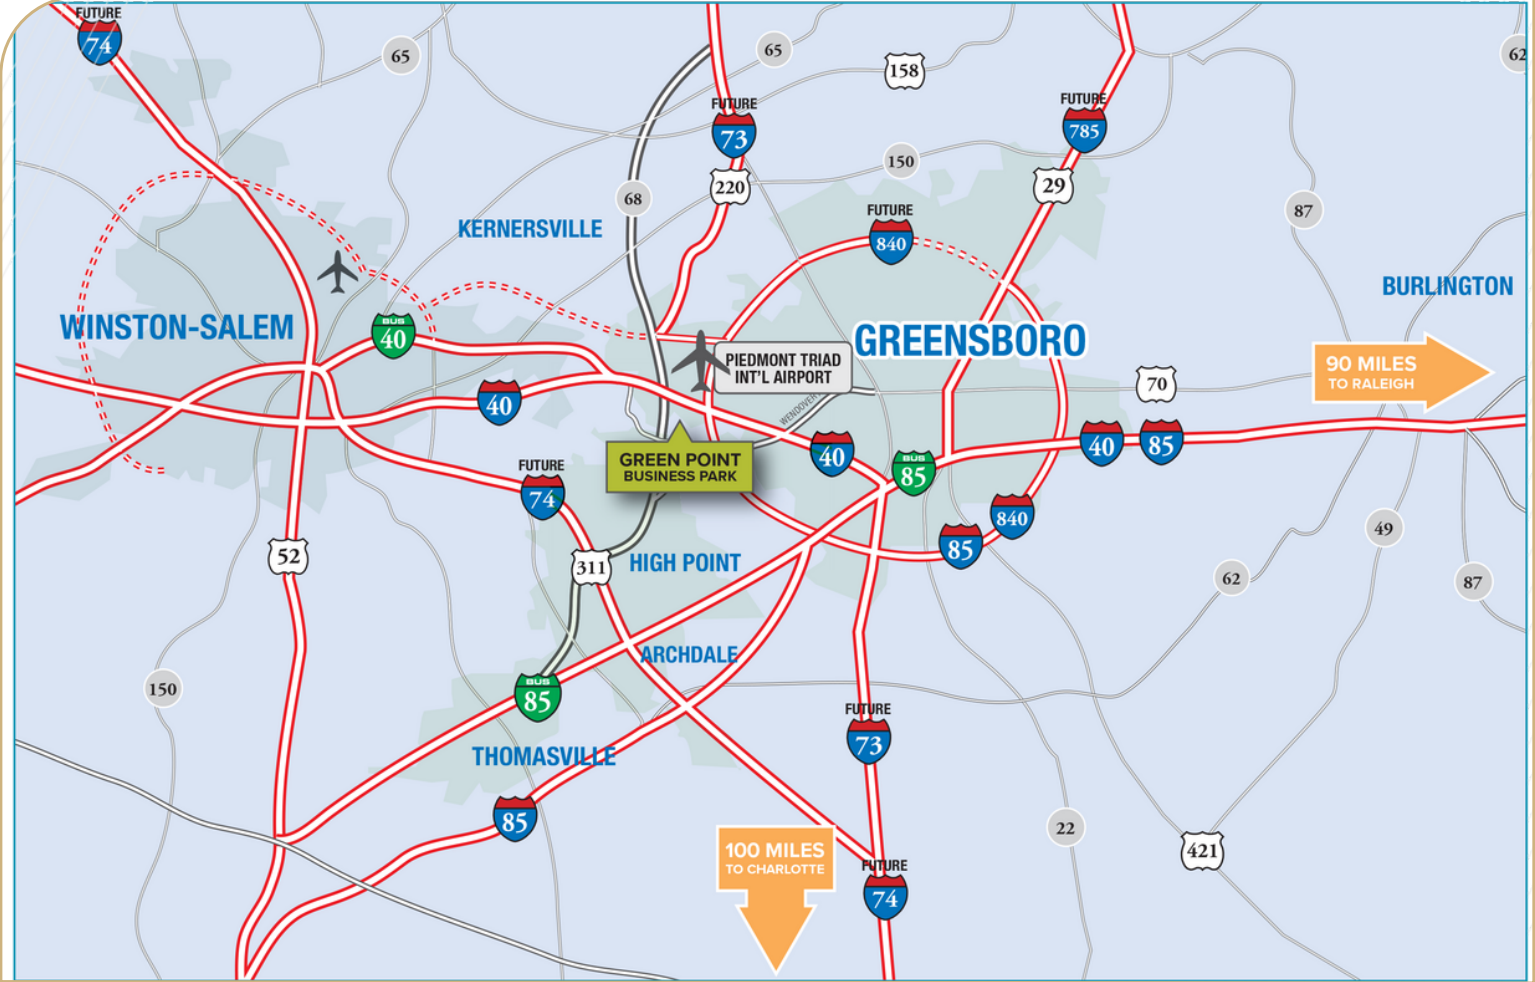 FUTURE
74
65
65
158
62
FUTURE
73
FUTURE
785
150
220
29
68
87
FUTURE
840
KERNERSVILLE
BURLINGTON
WINSTON-SALEM
BUS
40
GREENSBORO
PIEDMONT TRIAD
INT'L AIRPORT
90 MILES
TO RALEIGH
70
WENDOVER
40
40
40
85
GREEN POINT
BUSINESS PARK
BUS
85
FUTURE
74
840
85
49
52
311
HIGH POINT
62
87
ARCHDALE
150
BUS
85
FUTURE
73
THOMASVILLE
85
22
100 MILES
TO CHARLOTTE
421
FUTURE
74